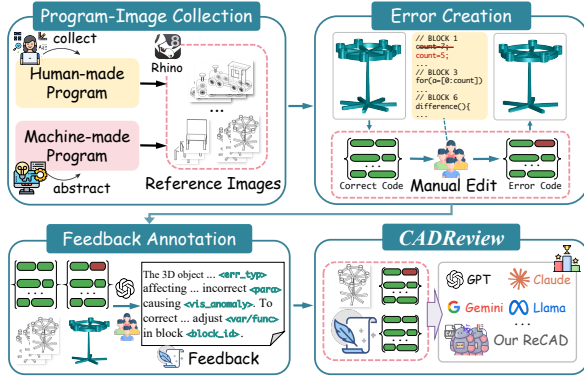 Program-Image Collection
collect
Human-made
Program
Machine-made
Program
abstract
Rhino
8
Reference Images
Error Creation
// BLOCK 1
count=7;
count=5;
...
// BLOCK 3
for(a=[0:count])
...
// BLOCK 6
difference(){
...
...
Correct Code
Manual Edit
...
Error Code
Feedback Annotation
...
...
The 3D object ... <err_typ>
affecting ... incorrect <para>
causing <vis_anomaly>. To
correct ... adjust <var/func>
in block <block_id>.
Feedback
CADReview
...
...
GPT
Claude
Gemini
Llama
...
Our ReCAD